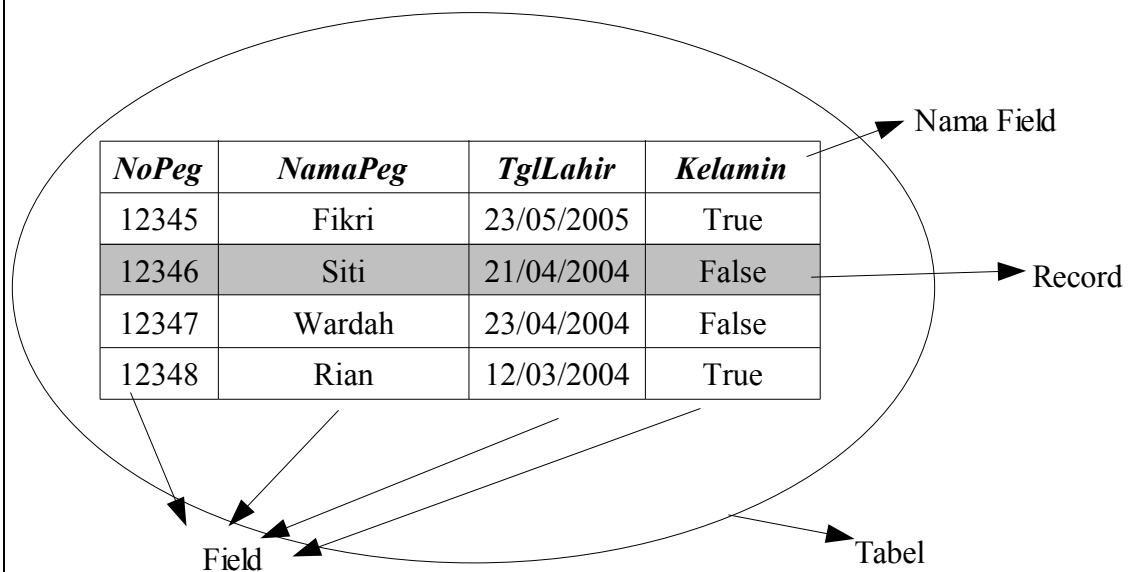 Nama Field
NoPeg NamaPeg TglLahir Kelamin
12345 Fikri 23/05/2005 True
12346 Siti 21/04/2004 False
Record
12347 Wardah 23/04/2004 False
12348 Rian 12/03/2004 True
Field
Tabel